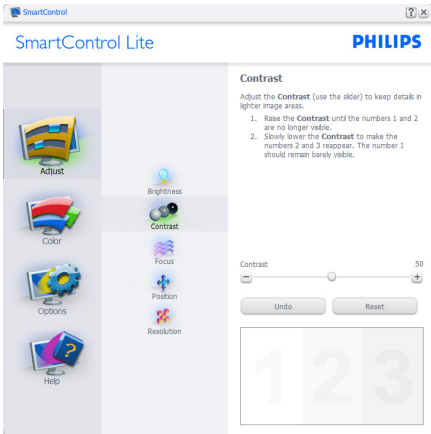 SmartControl
?
SmartControl Lite
PHILIPS
Adjust
Color
Options
Help
Brightness
Contrast
Focus
Position
Resolution
Contrast
Adjust the Contrast (use the slider) to keep details in
lighter image areas.
1. Raise the Contrast until the numbers 1 and 2
are no longer visible.
2. Slowly lower the Contrast to make the
numbers 2 and 3 reappear. The number 1
should remain barely visible.
Contrast 50
Undo Reset
1 2 3